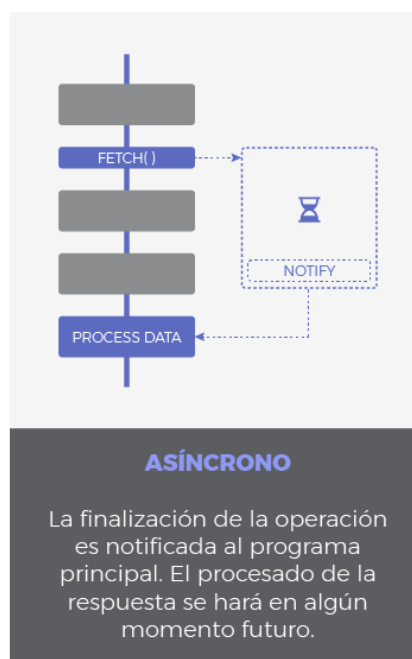 FETCH( )
NOTIFY
PROCESS DATA
ASÍNCRONO
La finalización de la operación
es notificada al programa
principal. El procesado de la
respuesta se hará en algún
momento futuro.